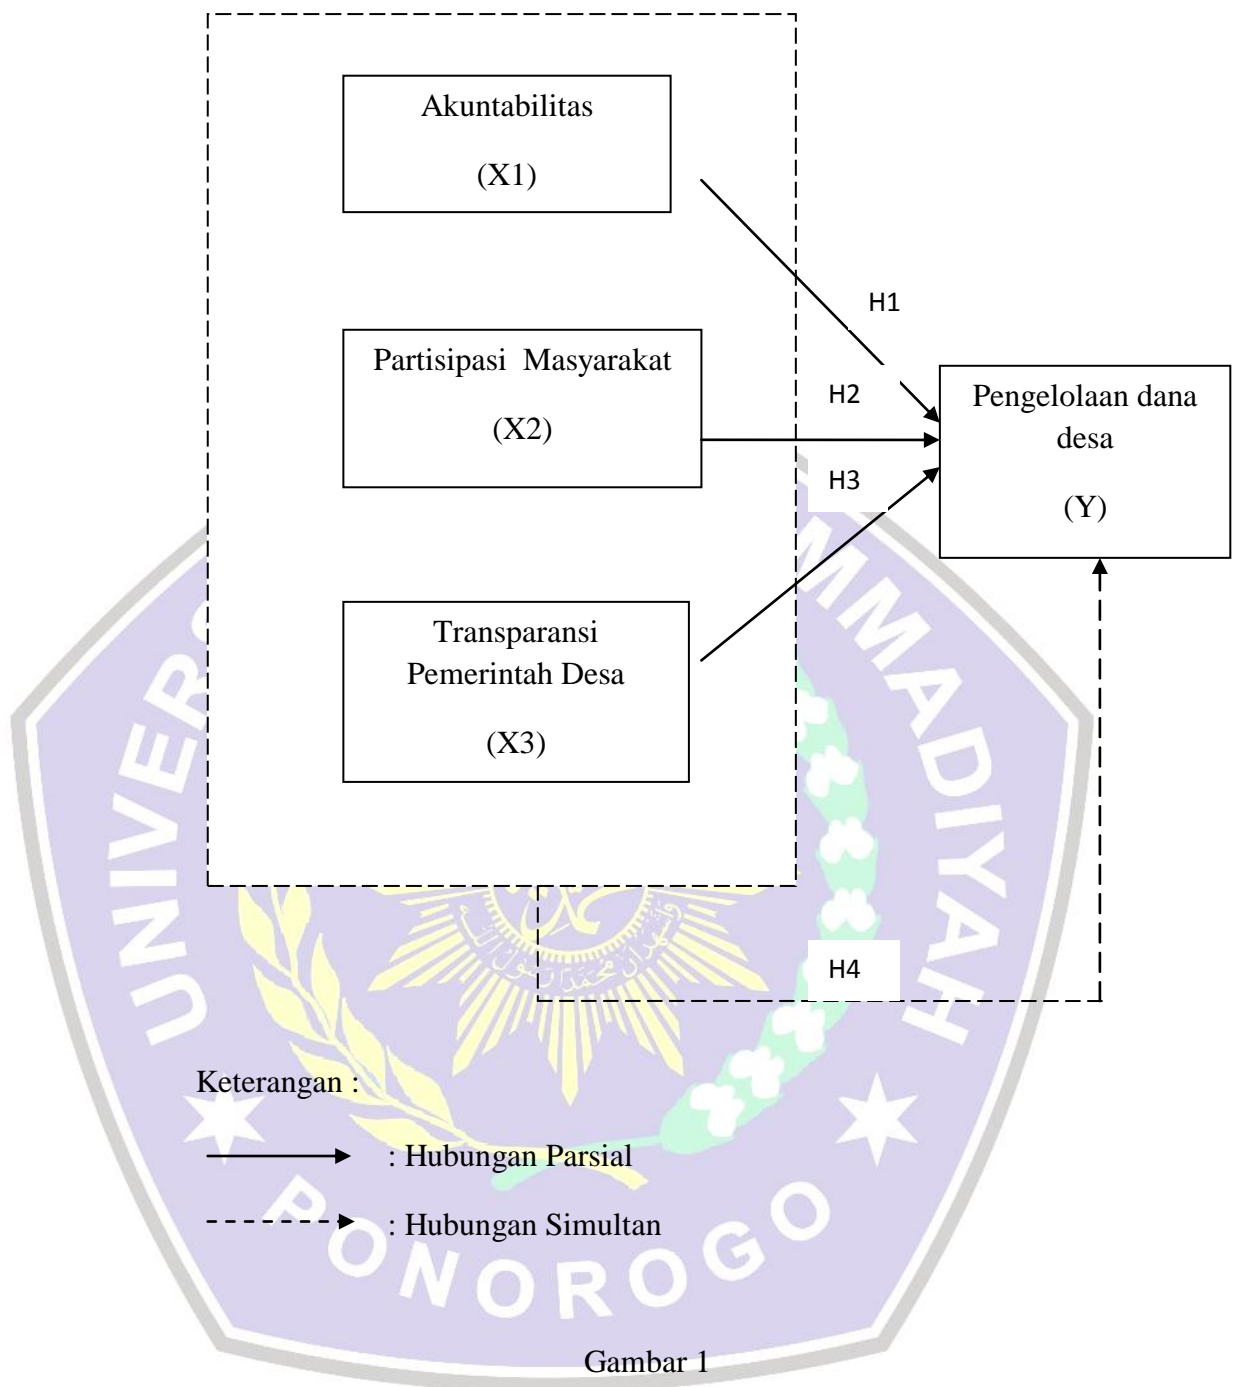 Akuntabilitas
(X1)
H1
Partisipasi Masyarakat
(X2)
H2
Pengelolaan dana
desa
(Y)
H3
Transparansi
Pemerintah Desa
(X3)
H4
Keterangan :
: Hubungan Parsial
: Hubungan Simultan
PONOROGO
Gambar 1